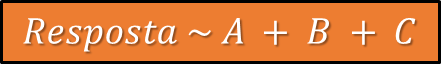 Resposta ~ A + B + C